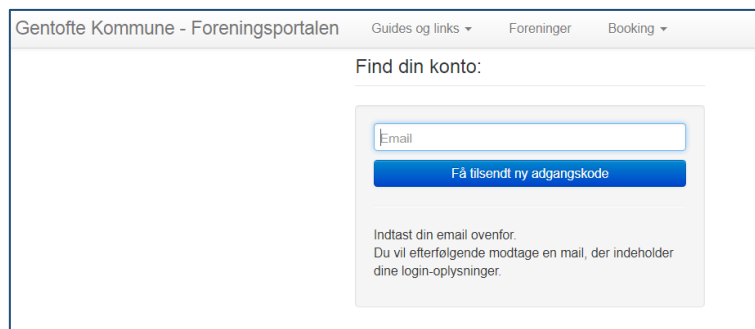 Gentofte Kommune - Foreningsportalen Guides og links Foreninger Booking
Find din konto:
Email
Få tilsendt ny adgangskode
Indtast din email ovenfor.
Du vil efterfølgende modtage en mail, der indeholder
dine login-oplysninger.